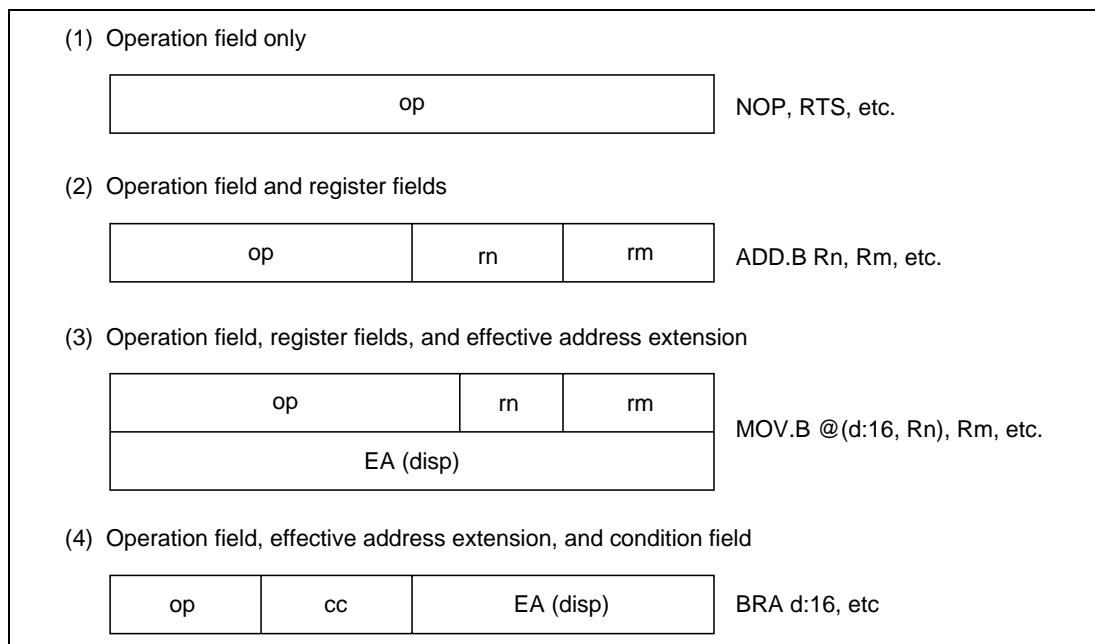 (1) Operation field only
op
NOP, RTS, etc.
(2) Operation field and register fields
op rn rm
ADD.B Rn, Rm, etc.
(3) Operation field, register fields, and effective address extension
op rn rm
EA (disp)
MOV.B @(d:16, Rn), Rm, etc.
(4) Operation field, effective address extension, and condition field
op cc EA (disp)
BRA d:16, etc